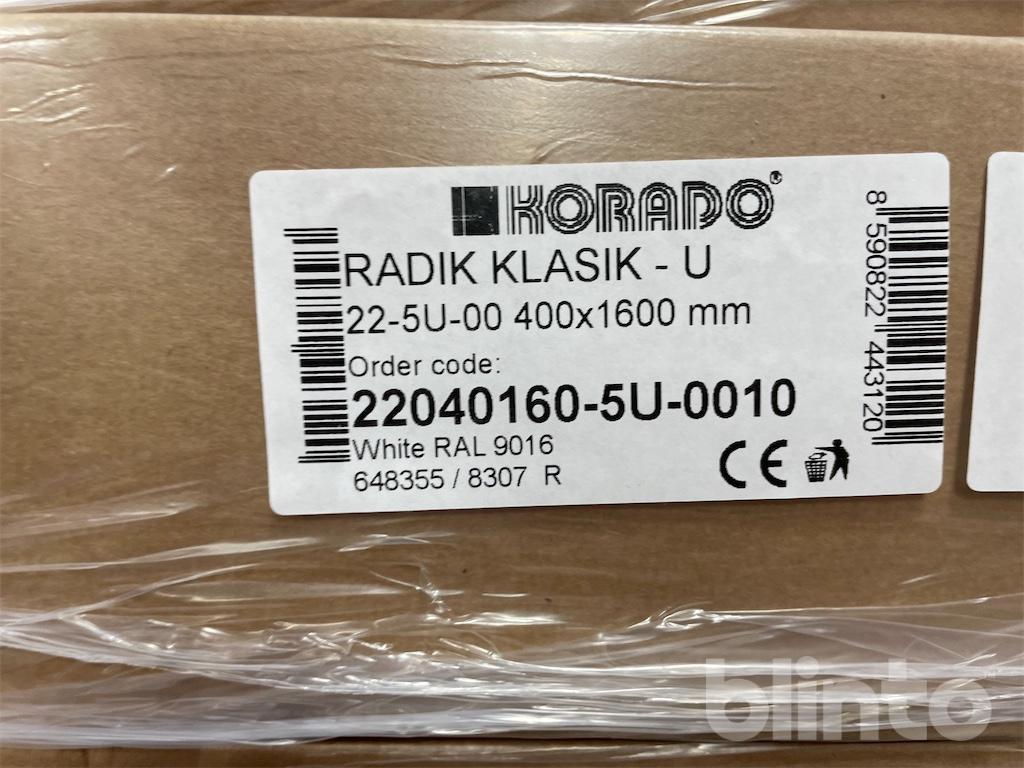 KORADO®
RADIK KLASIK - U
22-5U-00 400x1600 mm
Order code:
22040160-5U-0010
White RAL 9016
648355 / 8307 R
CE
8 590822 443120
blinto